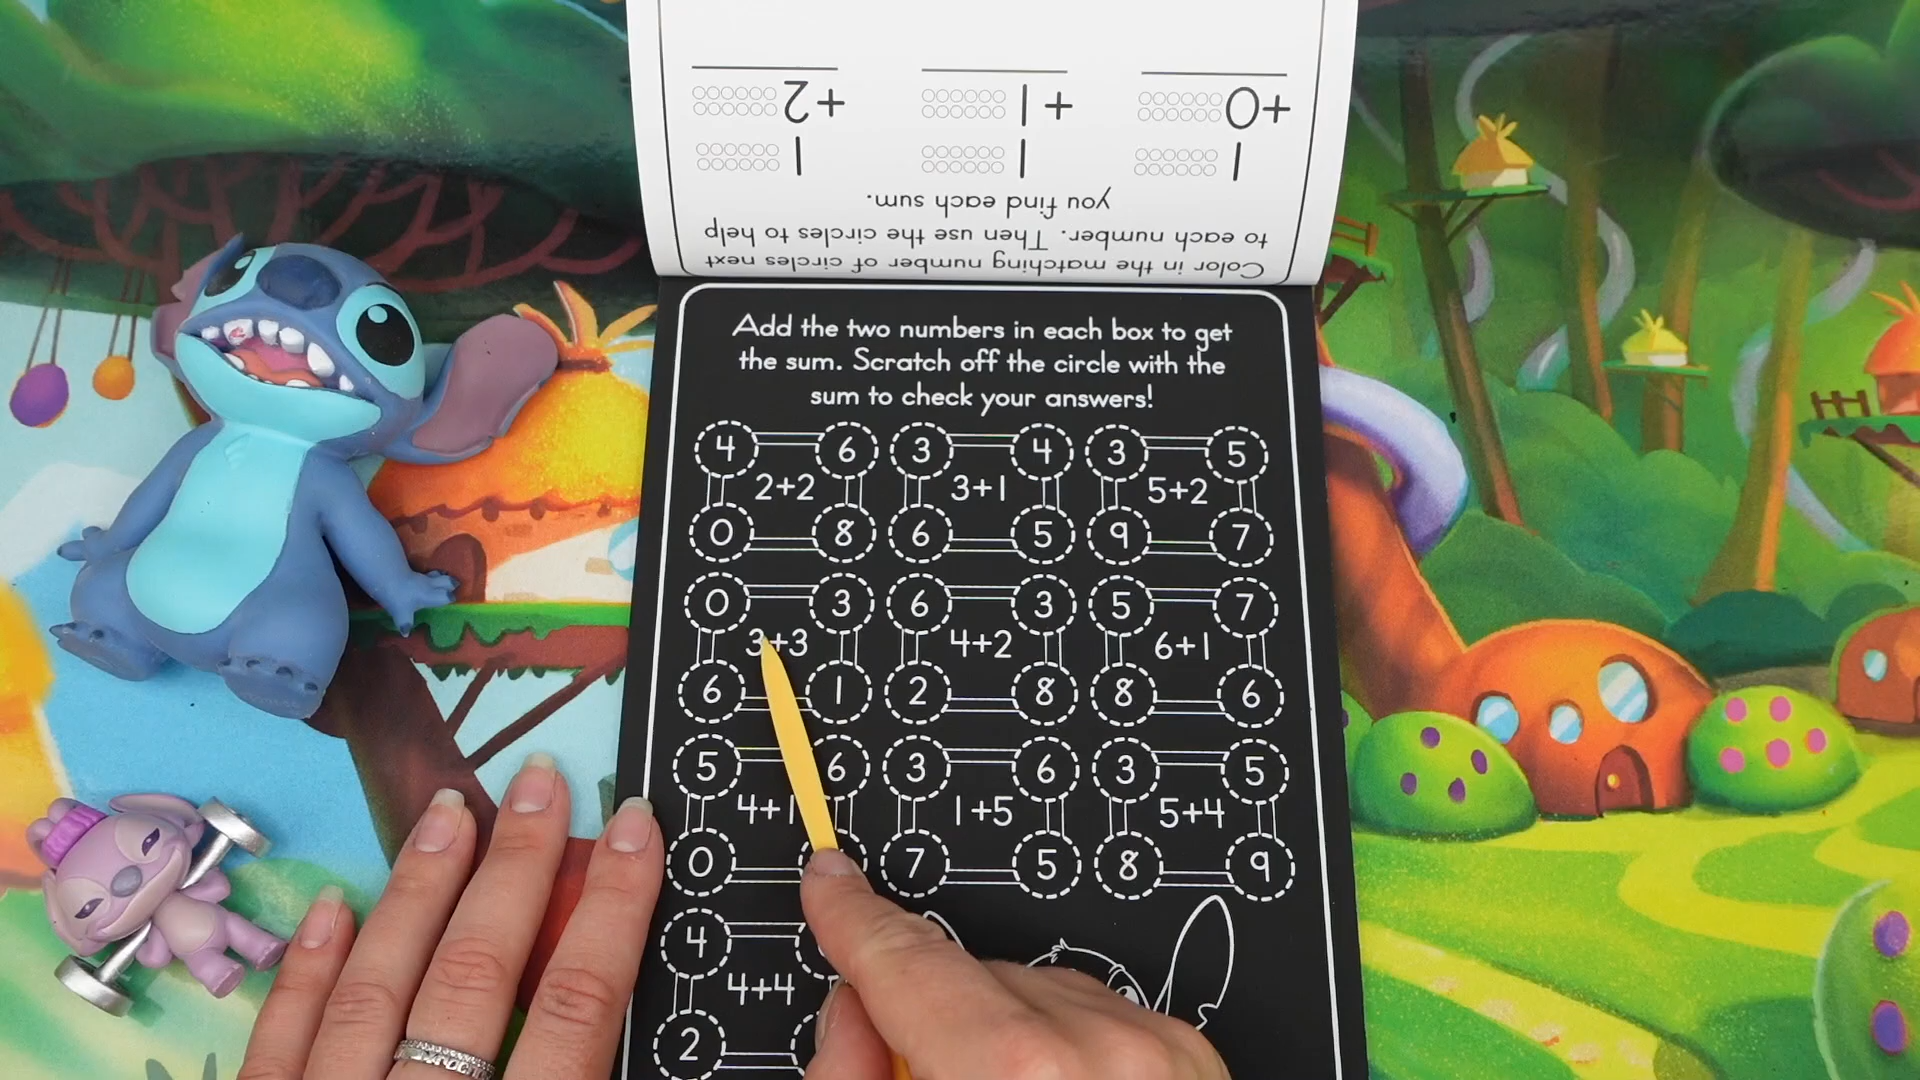 +2 +1 +0
1 1 1
you find each sum.
to each number. Then use the circles to help
Color in the matching number of circles next
Add the two numbers in each box to get
the sum. Scratch off the circle with the
sum to check your answers!
4 6 3 4 3 5
2+2 3+1 5+2
0 8 6 5 9 7
0 3 6 3 5 7
3+3 4+2 6+1
6 1 2 8 8 6
5 6 3 6 3 5
4+1 1+5 5+4
0 7 5 8 9
4
4+4
2